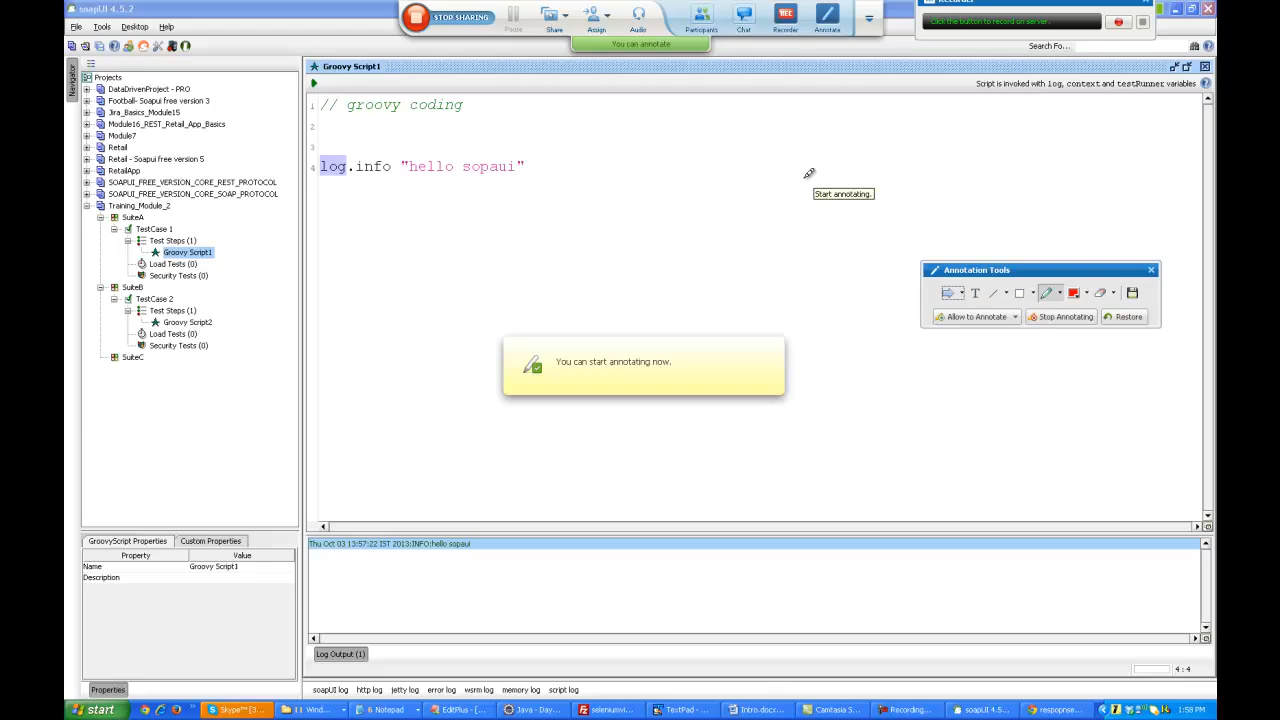 soapUI 4.5.2
STOP SHARING
Pause
Share
Assign
Audio
Participants
Chat
REC
Recorder
Annotate
Recorder
Click the button to record on server.
File Tools Desktop Help
You can annotate
Search Fo...
Navigator
Projects
DataDrivenProject - PRO
Football- Soapui free version 3
Jira_Basics_Module15
Module16_REST_Retail_App_Basics
Module7
Retail
Retail - Soapui free version 5
RetailApp
SOAPUI_FREE_VERSION_CORE_REST_PROTOCOL
SOAPUI_FREE_VERSION_CORE_SOAP_PROTOCOL
Training_Module_2
SuiteA
TestCase 1
Test Steps (1)
Groovy Script1
Load Tests (0)
Security Tests (0)
SuiteB
TestCase 2
Test Steps (1)
Groovy Script2
Load Tests (0)
Security Tests (0)
SuiteC
Groovy Script1
Script is invoked with log, context and testRunner variables
1 // groovy coding
2
3
4 log.info "hello sopaui"
Start annotating.
Annotation Tools
T
Allow to Annotate
Stop Annotating
Restore
You can start annotating now.
GroovyScript Properties Custom Properties
Property Value
Name Groovy Script1
Description
Thu Oct 03 13:57:22 IST 2013:INFO:hello sopaui
Log Output (1)
4 : 4
Properties
soapUI log http log jetty log error log wsrm log memory log script log
start
Skype™ [3...
11 Wind...
6 Notepad
EditPlus - [...
Java - Day...
seleniumvi...
TextPad - ...
Intro.docx...
Camtasia S...
Recording...
soapUI 4.5...
respopnse...
1:58 PM